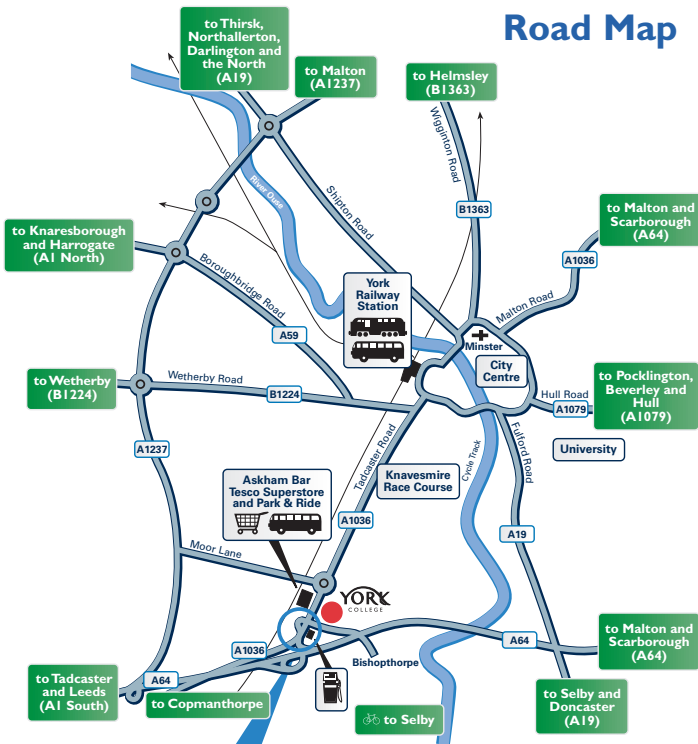 Road Map
to Thirsk,
Northallerton,
Darlington and
the North
(A19)
to Malton
(A1237)
to Helmsley
(B1363)
Wigginton Road
River Ouse
Shipton Road
B1363
to Malton and
Scarborough
(A64)
A1036
Malton Road
to Knaresborough
and Harrogate
(A1 North)
Boroughbridge Road
A59
York
Railway
Station
Minster
City
Centre
to Wetherby
(B1224)
Wetherby Road
B1224
Hull Road
A1079
to Pocklington,
Beverley and
Hull
(A1079)
University
A1237
Tadcaster Road
Cycle Track
Fulford Road
Knavesmire
Race Course
Askham Bar
Tesco Superstore
and Park & Ride
A1036
A19
Moor Lane
YORK
COLLEGE
A1036
A64
Bishopthorpe
A64
to Malton and
Scarborough
(A64)
to Tadcaster
and Leeds
(A1 South)
to Copmanthorpe
to Selby
to Selby and
Doncaster
(A19)